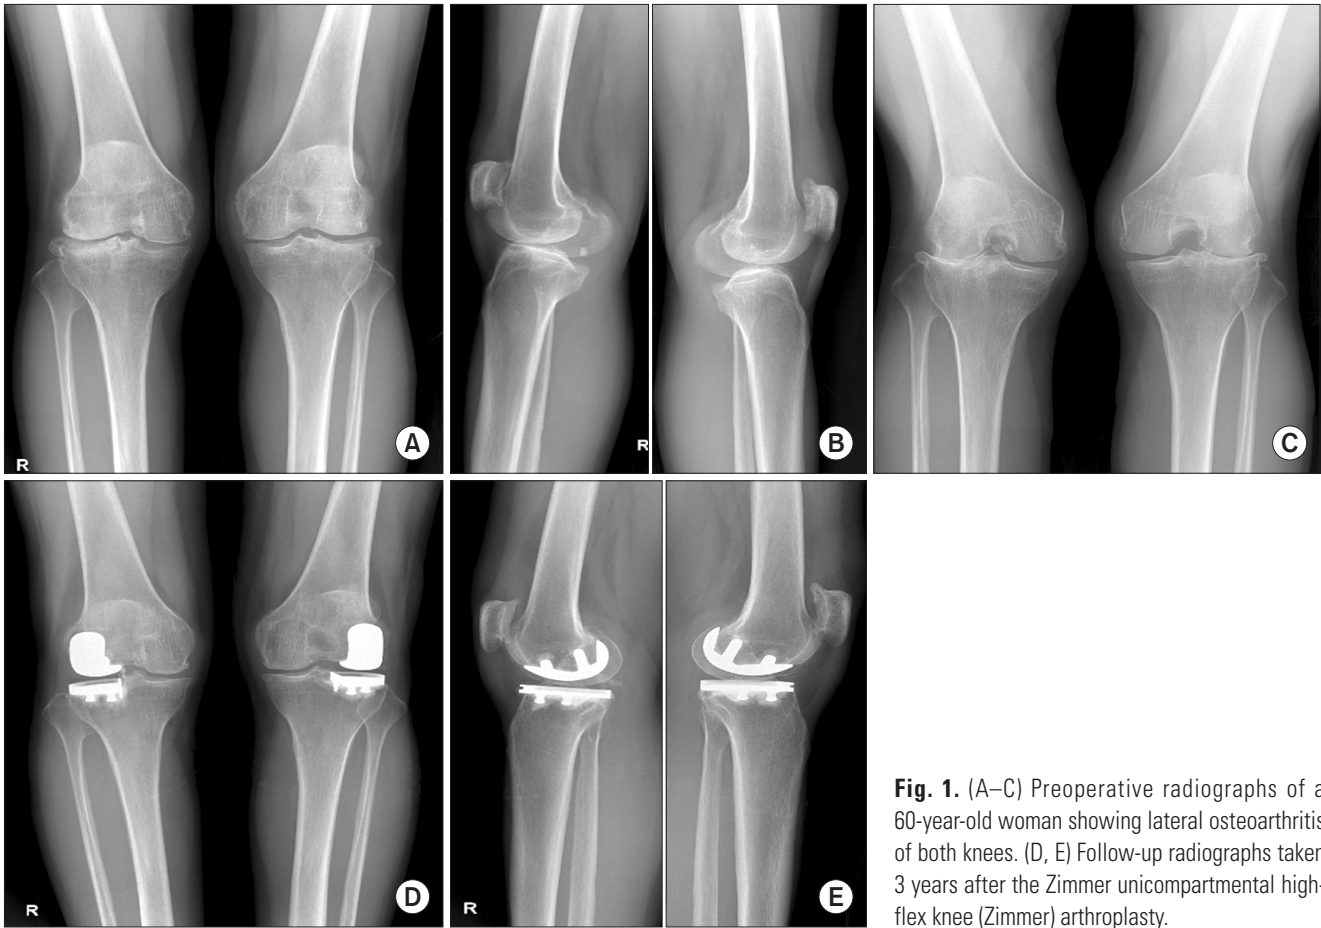 A
R
B
R
C
D
R
E
R
Fig. 1. (A–C) Preoperative radiographs of a
60-year-old woman showing lateral osteoarthritis
of both knees. (D, E) Follow-up radiographs taken
3 years after the Zimmer unicompartmental high-
flex knee (Zimmer) arthroplasty.